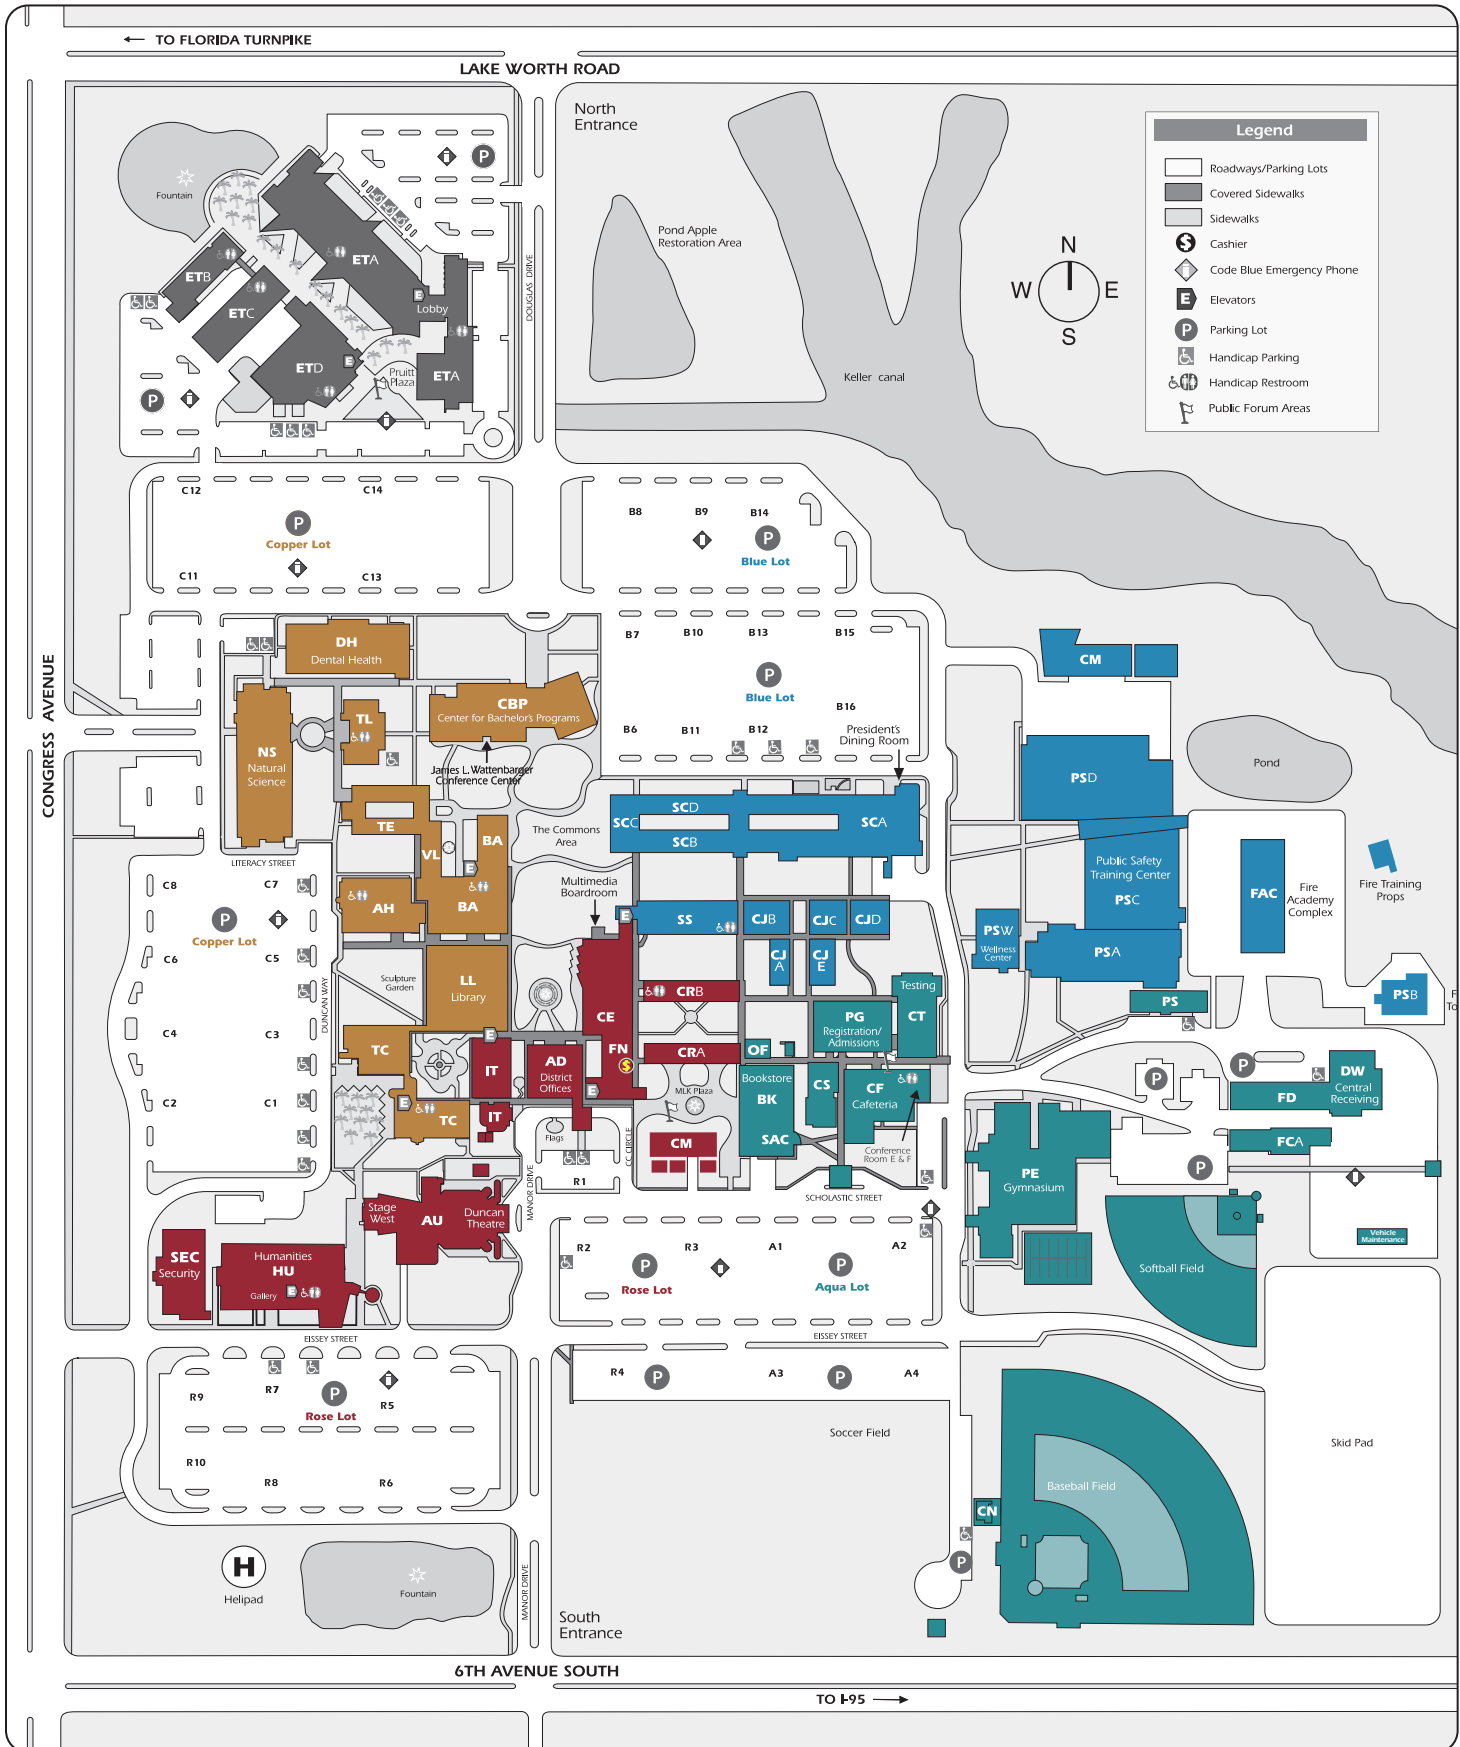 ← TO FLORIDA TURNPIKE
LAKE WORTH ROAD
North
Entrance
Legend
Roadways/Parking Lots
Covered Sidewalks
Sidewalks
$ Cashier
Code Blue Emergency Phone
E Elevators
P Parking Lot
Handicap Parking
Handicap Restroom
Public Forum Areas
N
W E
S
P
Fountain
ETA
ETB
ETC
E
Lobby
ETD
E
ETA
Pruitt
Plaza
P
DOUGLAS DRIVE
Pond Apple
Restoration Area
Keller canal
C12
C14
P
Copper Lot
C11
C13
B8
B9
B14
P
Blue Lot
B7
B10
B13
B15
P
Blue Lot
B16
B6
B11
B12
President's
Dining Room
CONGRESS AVENUE
DH
Dental Health
CBP
Center for Bachelor's Programs
James L. Wattenbarger
Conference Center
TL
NS
Natural
Science
TE
VL
BA
E
BA
AH
LITERACY STREET
The Commons
Area
Multimedia
Boardroom
SCD
SCC
SCB
SCA
CM
PSD
Pond
Public Safety
Training Center
PSC
PSA
PSW
Wellness
Center
FAC
Fire
Academy
Complex
Fire Training
Props
PSB
F
To
PS
C8
C7
P
Copper Lot
C6
C5
C4
C3
C2
C1
DUNCAN WAY
Sculpture
Garden
LL
Library
E
SS
CJB
CJC
CJD
CJ
A
CJ
E
CE
CRB
FN
$
CRA
PG
Registration/
Admissions
Testing
CT
OF
TC
E
IT
AD
District
Offices
E
E
TC
IT
Bookstore
BK
SAC
CS
CF
Cafeteria
MLK Plaza
Conference
Room E & F
Flags
CC CIRCLE
CM
R1
MANOR DRIVE
SCHOLASTIC STREET
P
P
DW
Central
Receiving
FD
FCA
P
PE
Gymnasium
Vehicle
Maintenance
Softball Field
Stage
West
AU
Duncan
Theatre
SEC
Security
Humanities
HU
Gallery
E
EISSEY STREET
R2
R3
A1
A2
P
Rose Lot
P
Aqua Lot
EISSEY STREET
R4
P
A3
P
A4
R9
R7
P
Rose Lot
R5
R10
R8
R6
Soccer Field
Skid Pad
Baseball Field
CN
P
H
Helipad
Fountain
MANOR DRIVE
South
Entrance
6TH AVENUE SOUTH
TO I-95 →